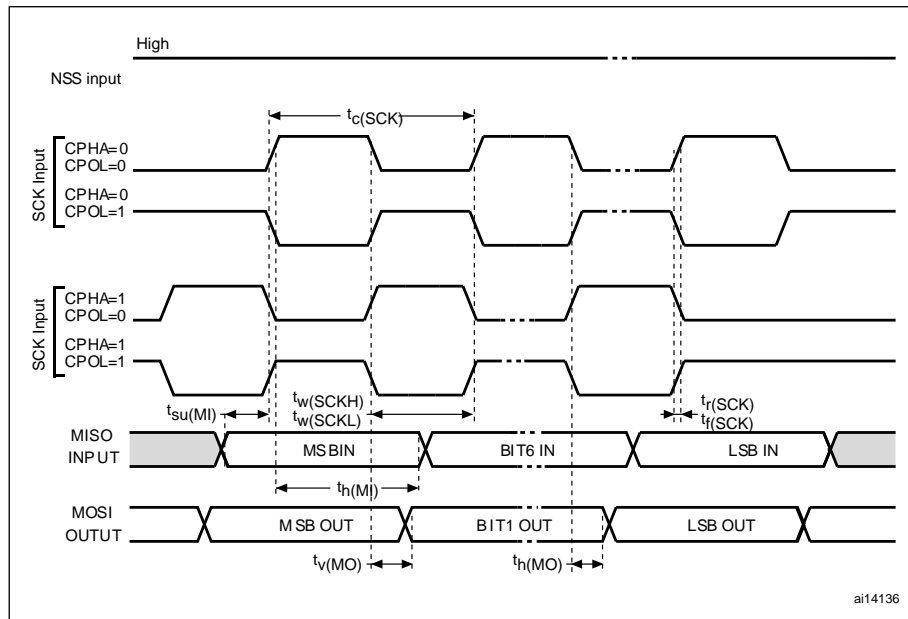 High
NSS input
tc(SCK)
SCK Input
CPHA=0
CPOL=0
CPHA=0
CPOL=1
SCK Input
CPHA=1
CPOL=0
CPHA=1
CPOL=1
tsu(MI)
tw(SCKH)
tw(SCKL)
tr(SCK)
tf(SCK)
MISO
INPUT
MSBIN
BIT6 IN
LSB IN
th(MI)
MOSI
OUTUT
MSB OUT
BIT1 OUT
LSB OUT
tv(MO)
th(MO)
ai14136